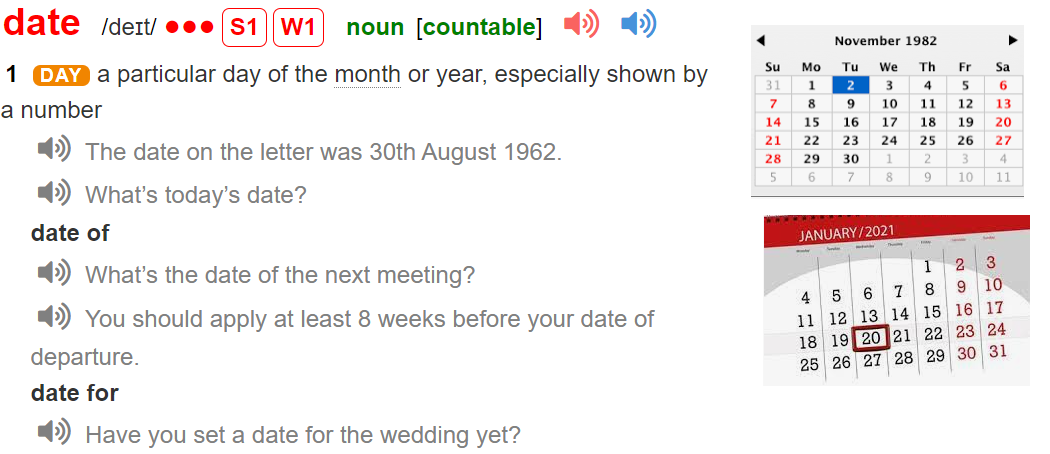 date /deɪt/ ●●● S1 W1 noun [countable]
1 DAY a particular day of the month or year, especially shown by
a number
The date on the letter was 30th August 1962.
What’s today’s date?
date of
What’s the date of the next meeting?
You should apply at least 8 weeks before your date of
departure.
date for
Have you set a date for the wedding yet?
November 1982
Su Mo Tu We Th Fr Sa
31 1 2 3 4 5 6
7 8 9 10 11 12 13
14 15 16 17 18 19 20
21 22 23 24 25 26 27
28 29 30 1 2 3 4
5 6 7 8 9 10 11
JANUARY/2021
1 2 3
4 5 6 7 8 9 10
11 12 13 14 15 16 17
18 19 20 21 22 23 24
25 26 27 28 29 30 31